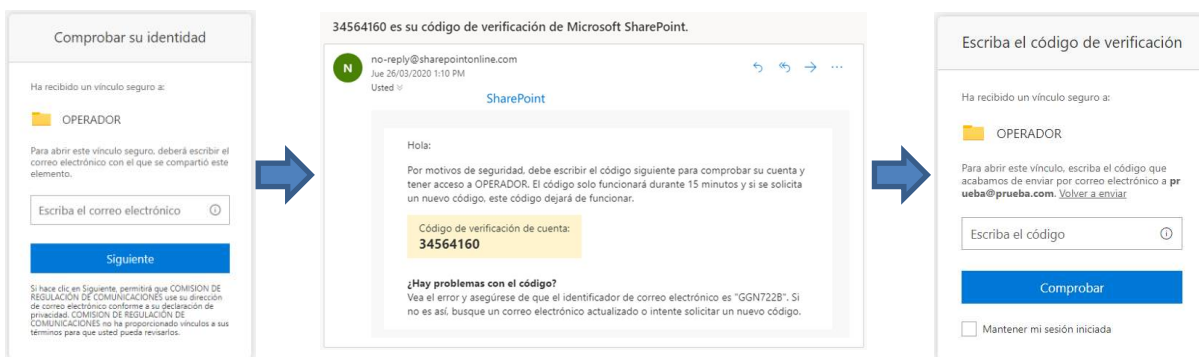 Comprobar su identidad
Ha recibido un vínculo seguro a:
OPERADOR
Para abrir este vínculo seguro, deberá escribir el
correo electrónico con el que se compartió este
elemento.
Escriba el correo electrónico
Siguiente
Si hace clic en Siguiente, permitirá que COMISION DE
REGULACIÓN DE COMUNICACIONES use su dirección
de correo electrónico conforme a su declaración de
privacidad. COMISION DE REGULACIÓN DE
COMUNICACIONES no ha proporcionado vínculos a sus
términos para que usted pueda revisarlos.
34564160 es su código de verificación de Microsoft SharePoint.
N
no-reply@sharepointonline.com
Jue 26/03/2020 1:10 PM
Usted
SharePoint
Hola:
Por motivos de seguridad, debe escribir el código siguiente para comprobar su cuenta y
tener acceso a OPERADOR. El código solo funcionará durante 15 minutos y si se solicita
un nuevo código, este código dejará de funcionar.
Código de verificación de cuenta:
34564160
¿Hay problemas con el código?
Vea el error y asegúrese de que el identificador de correo electrónico es "GGN722B". Si
no es así, busque un correo electrónico actualizado o intente solicitar un nuevo código.
Escriba el código de verificación
Ha recibido un vínculo seguro a:
OPERADOR
Para abrir este vínculo, escriba el código que
acabamos de enviar por correo electrónico a pr
ueba@prueba.com. Volver a enviar
Escriba el código
Comprobar
Mantener mi sesión iniciada